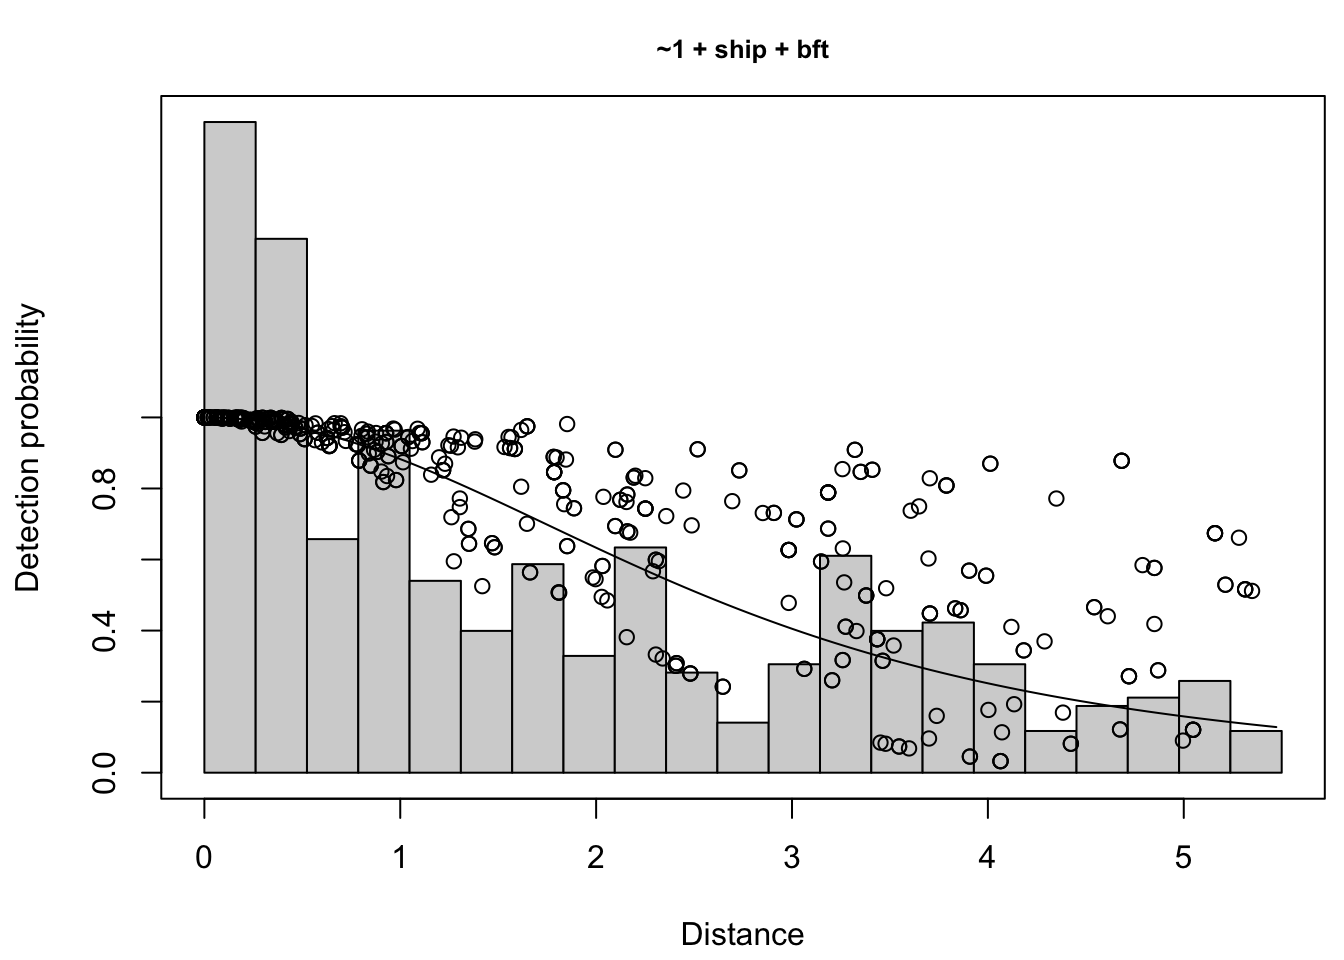 ~1 + ship + bft
Detection probability
0.8
0.4
0.0
0 1 2 3 4 5
Distance